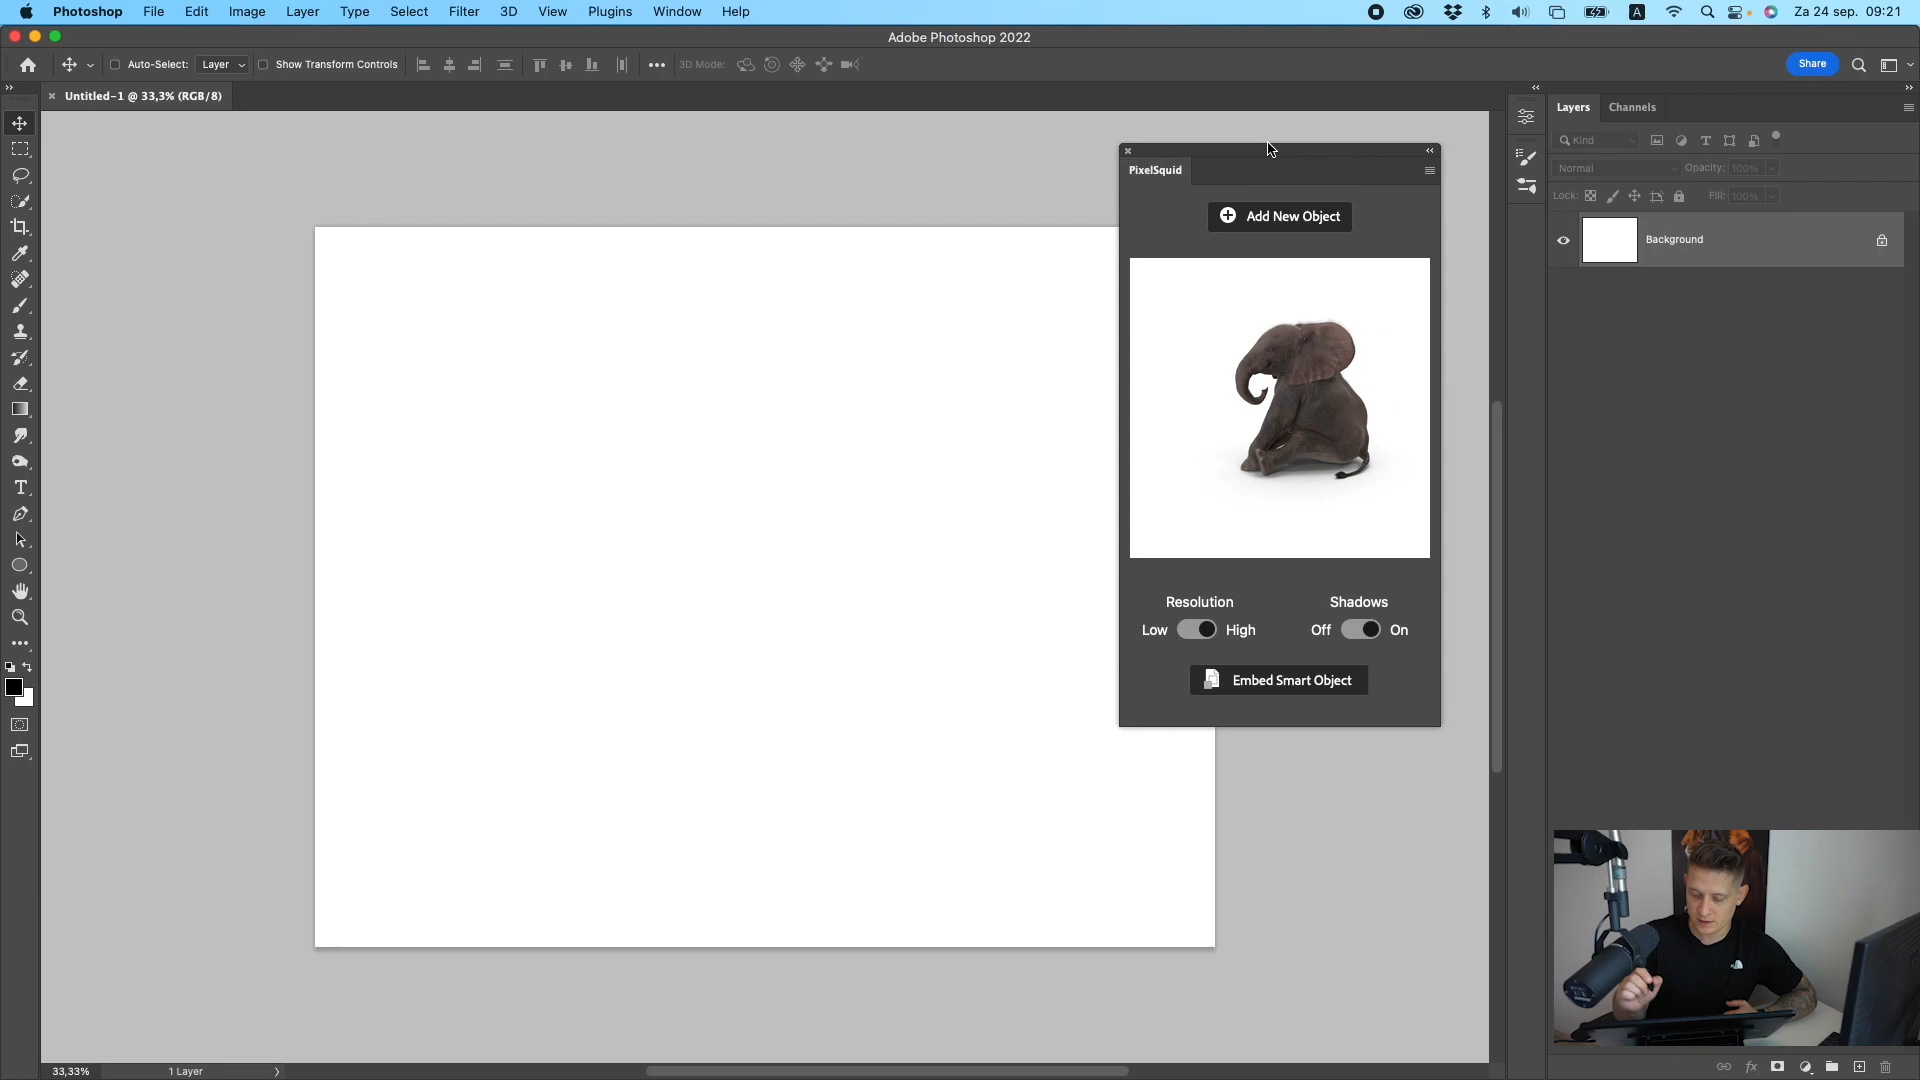 Photoshop File Edit Image Layer Type Select Filter 3D View Plugins Window Help A Za 24 sep. 09:21
Adobe Photoshop 2022
Auto-Select: Layer Show Transform Controls 3D Mode: Share
Untitled-1 @ 33,3% (RGB/8)
Layers Channels
Kind
Normal Opacity: 100%
Lock: Fill: 100%
Background
PixelSquid
Add New Object
Resolution Shadows
Low High Off On
Embed Smart Object
33,33% 1 Layer